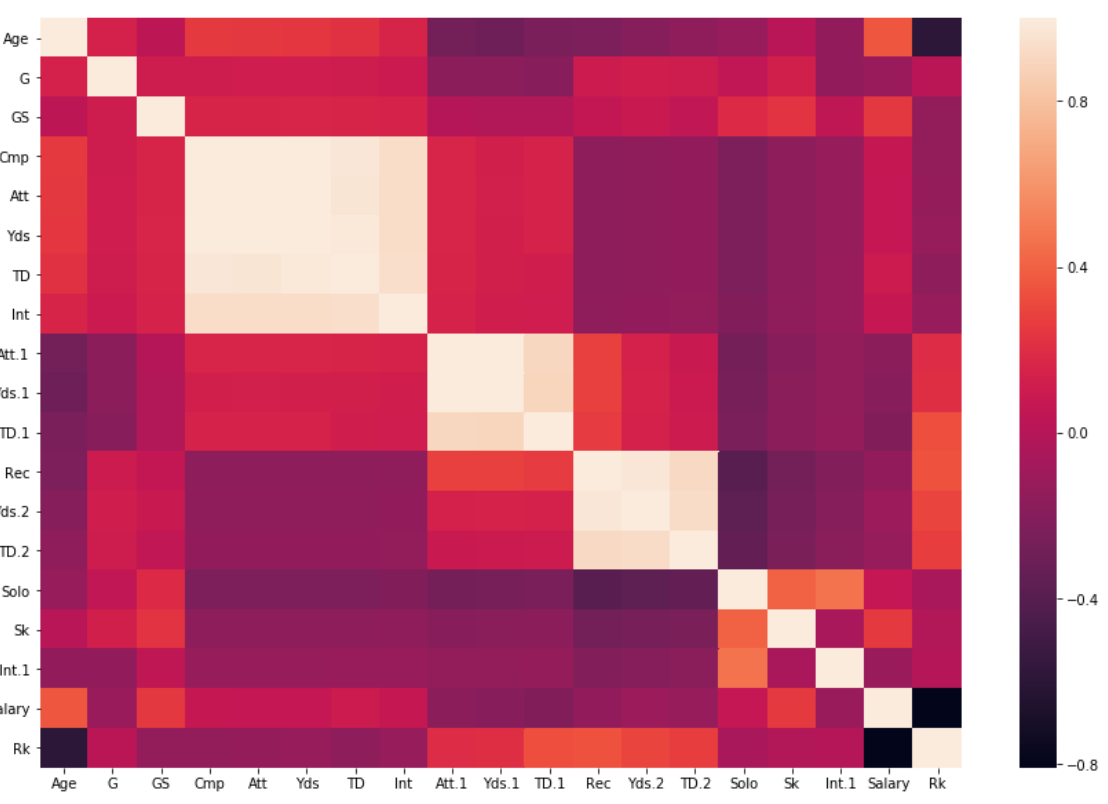 Age
G
GS
Cmp
Att
Yds
TD
Int
Att.1
Yds.1
TD.1
Rec
Yds.2
TD.2
Solo
Sk
Int.1
alary
Rk
Age G GS Cmp Att Yds TD Int Att.1 Yds.1 TD.1 Rec Yds.2 TD.2 Solo Sk Int.1 Salary Rk
0.8
0.4
0.0
−0.4
−0.8